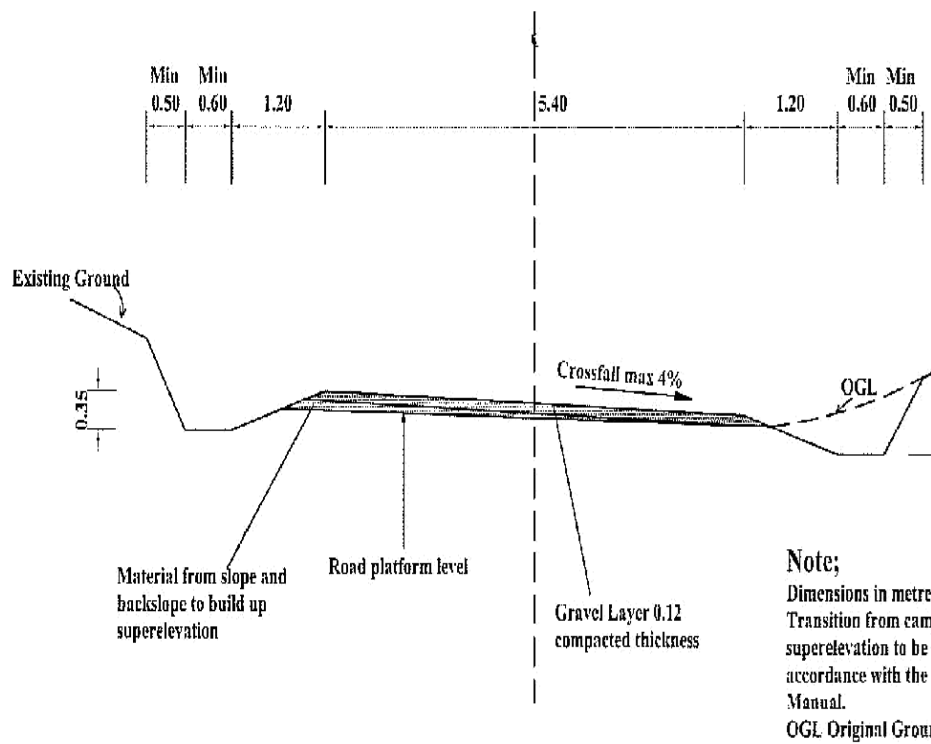 ℄
Min Min Min Min
0.50 0.60 1.20 5.40 1.20 0.60 0.50
Existing Ground
Crossfall max 4%
OGL
0.35
Material from slope and
backslope to build up
superelevation
Road platform level
Gravel Layer 0.12
compacted thickness
Note;
Dimensions in metre
Transition from cam
superelevation to be
accordance with the
Manual.
OGL Original Groun